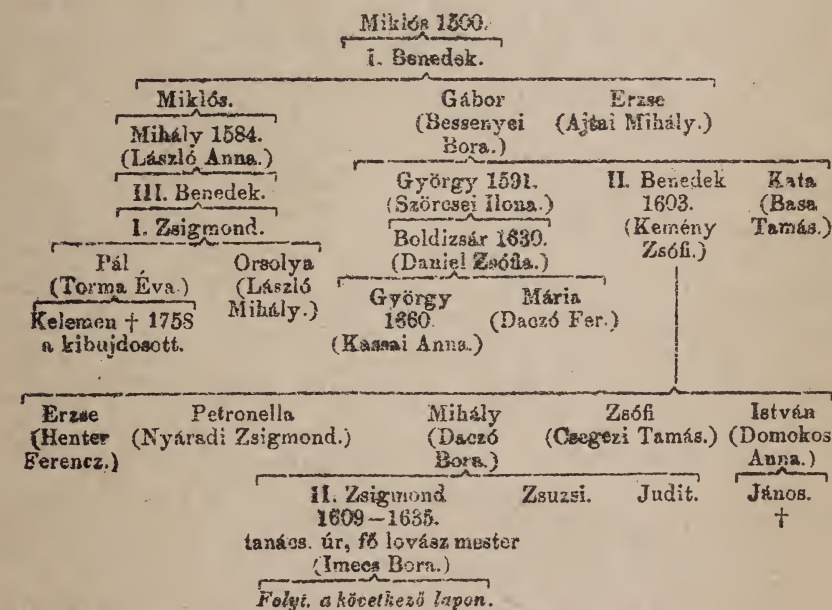 Miklós 1500.
I. Benedek.
Miklós. Gábor Erzse
Mihály 1584. (Bessenyei (Ajtai Mihály.)
(László Anna.) Bora.)
III. Benedek. György 1591. II. Benedek Kata
I. Zsigmond. (Szörcsei Ilona.) 1603. (Basa
Pál Orsolya Boldizsár 1630. (Kemény Tamás.)
(Torma Éva.) (László (Daniel Zsófia.) Zsófi.)
Kelemen † 1758 Mihály.) György Mária
a kibujdosott. 1660. (Daczó Fer.)
(Kassai Anna.)
Erzse Petronella Mihály Zsófi István
(Henter (Nyáradi Zsigmond.) (Daczó (Csegezi Tamás.) (Domokos
Ferencz.) Bora.) Anna.)
II. Zsigmond Zsuzsi. Judit. János.
1609—1635. †
tanács. úr, fő lovász mester
(Imecs Bora.)
Folyt. a következő lapon.